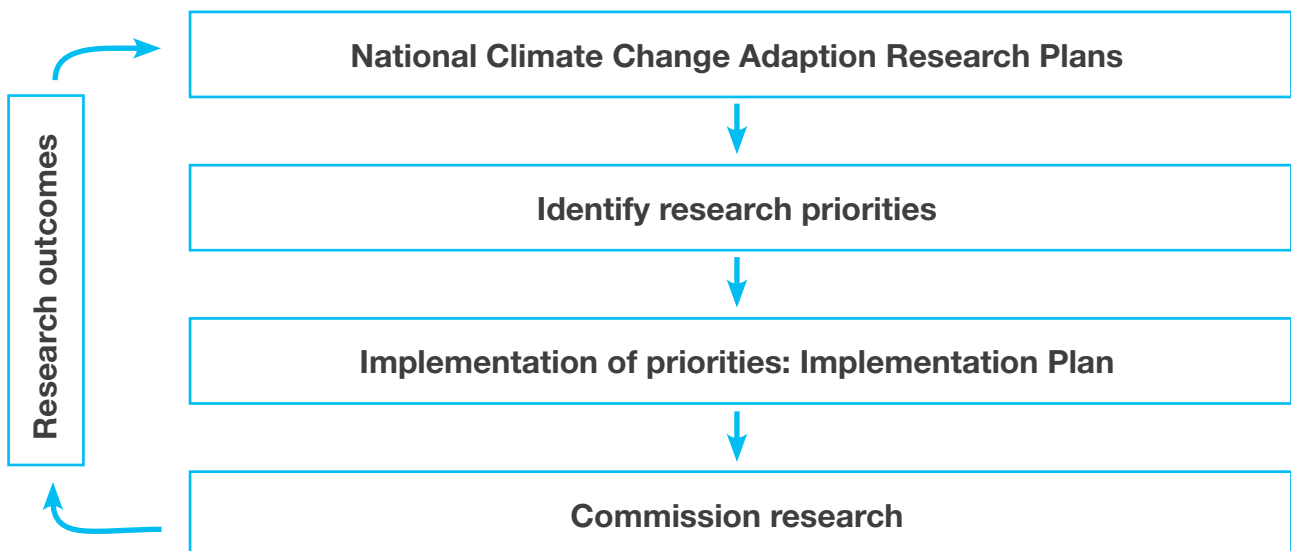 National Climate Change Adaption Research Plans
Identify research priorities
Implementation of priorities: Implementation Plan
Commission research
Research outcomes